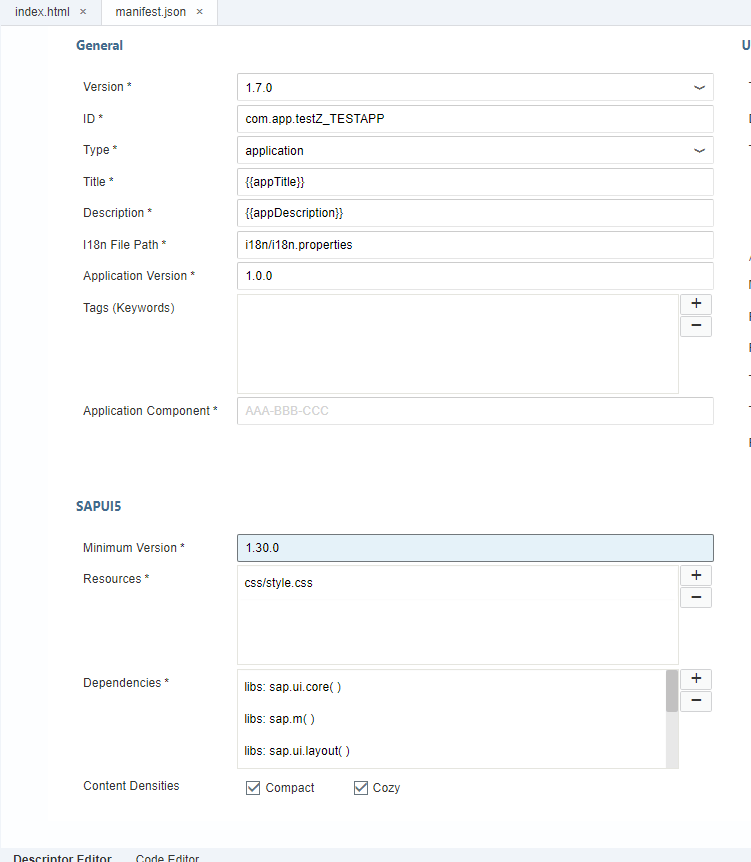 index.html ×
manifest.json ×
General
Version *
1.7.0
ID *
com.app.testZ_TESTAPP
Type *
application
Title *
{{appTitle}}
Description *
{{appDescription}}
I18n File Path *
i18n/i18n.properties
Application Version *
1.0.0
Tags (Keywords)
+
−
Application Component *
AAA-BBB-CCC
SAPUI5
Minimum Version *
1.30.0
Resources *
css/style.css
+
−
Dependencies *
libs: sap.ui.core( )
libs: sap.m( )
libs: sap.ui.layout( )
+
−
Content Densities
Compact
Cozy
Descriptor Editor
Code Editor